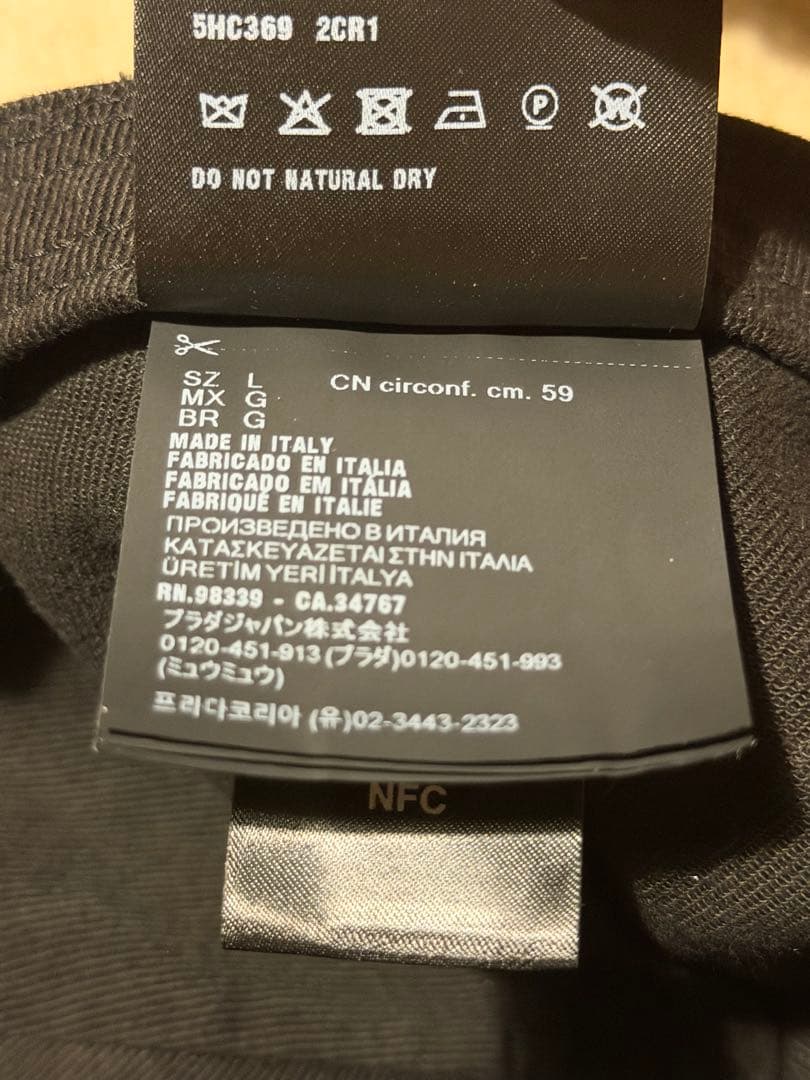 5HC369 2CR1
P
W
DO NOT NATURAL DRY
SZ L CN circonf. cm. 59
MX G
BR G
MADE IN ITALY
FABRICADO EN ITALIA
FABRICADO EM ITÁLIA
FABRIQUÉ EN ITALIE
ПРОИЗВЕДЕНО В ИТАЛИЯ
ΚΑΤΑΣΚΕΥΑΖΕΤΑΙ ΣΤΗΝ ΙΤΑΛΙΑ
ÜRETİM YERİ İTALYA
RN.98339 - CA.34767
プラダジャパン株式会社
0120-451-913 (プラダ)0120-451-993
(ミュウミュウ)
프라다코리아 (유)02-3443-2323
NFC